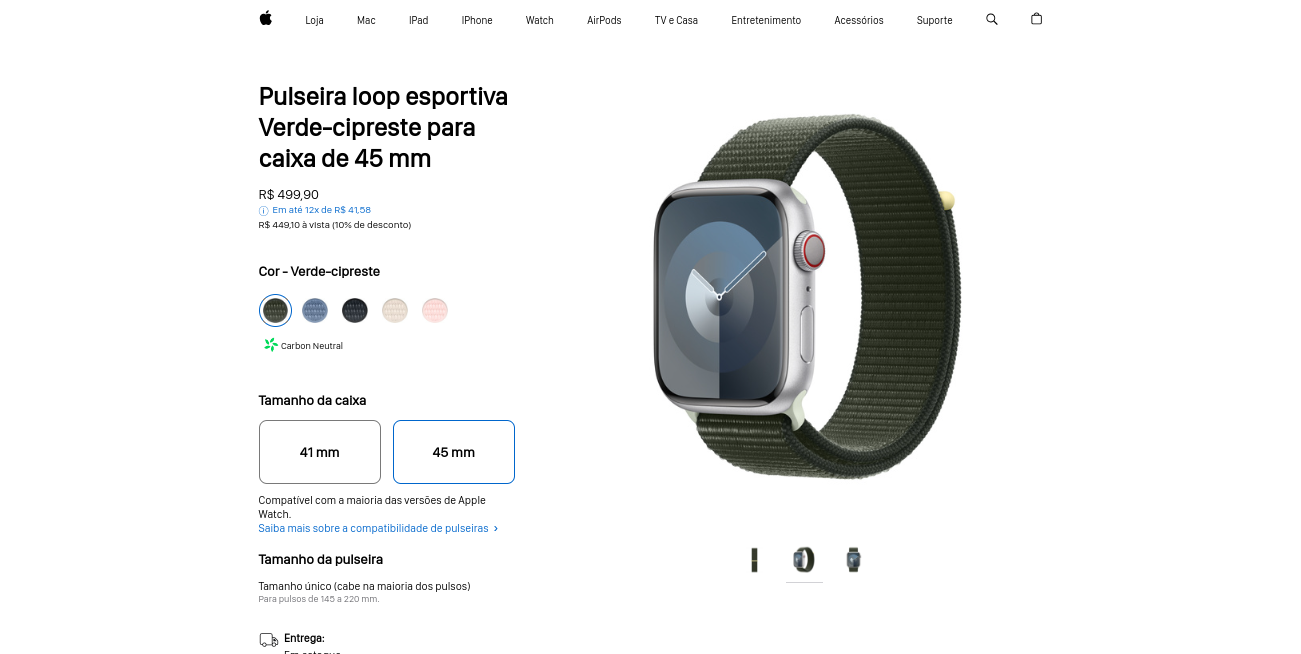 Loja Mac IPad IPhone Watch AirPods TV e Casa Entretenimento Acessórios Suporte
Pulseira loop esportiva
Verde-cipreste para
caixa de 45 mm
R$ 499,90
Em até 12x de R$ 41,58
R$ 449,10 à vista (10% de desconto)
Cor - Verde-cipreste
Carbon Neutral
Tamanho da caixa
41 mm 45 mm
Compatível com a maioria das versões de Apple
Watch.
Saiba mais sobre a compatibilidade de pulseiras
Tamanho da pulseira
Tamanho único (cabe na maioria dos pulsos)
Para pulsos de 145 a 220 mm.
Entrega: